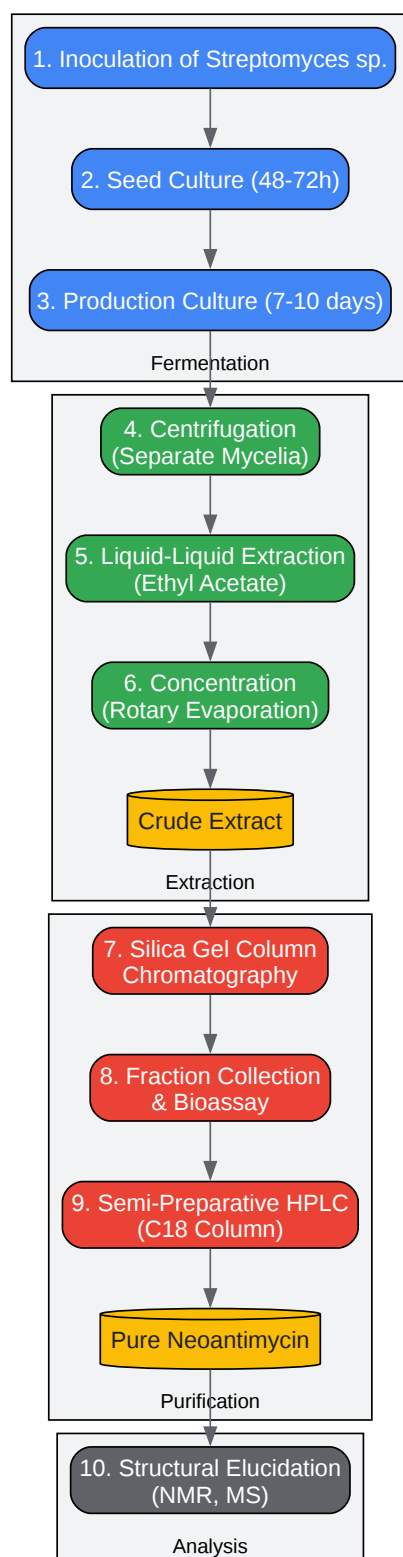 1. Inoculation of Streptomyces sp.
2. Seed Culture (48-72h)
3. Production Culture (7-10 days)
Fermentation
4. Centrifugation
(Separate Mycelia)
5. Liquid-Liquid Extraction
(Ethyl Acetate)
6. Concentration
(Rotary Evaporation)
Crude Extract
Extraction
7. Silica Gel Column
Chromatography
8. Fraction Collection
& Bioassay
9. Semi-Preparative HPLC
(C18 Column)
Pure Neoantimycin
Purification
10. Structural Elucidation
(NMR, MS)
Analysis